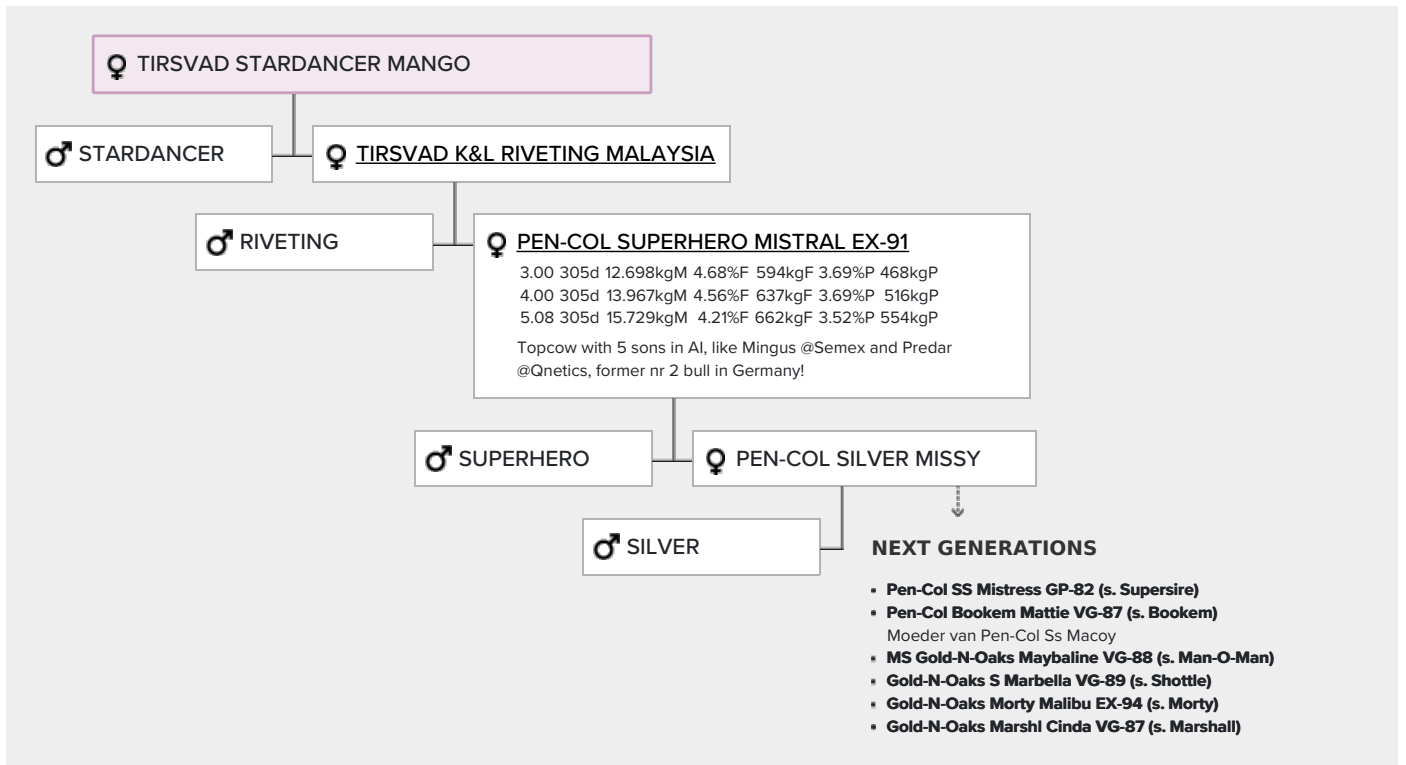 TIRSVAD STARDANCER MANGO
STARDANCER
TIRSVAD K&L RIVETING MALAYSIA
RIVETING
PEN-COL SUPERHERO MISTRAL EX-91
3.00 305d 12.698kgM 4.68%F 594kgF 3.69%P 468kgP
4.00 305d 13.967kgM 4.56%F 637kgF 3.69%P 516kgP
5.08 305d 15.729kgM 4.21%F 662kgF 3.52%P 554kgP
Topcow with 5 sons in AI, like Mingus @Semex and Predar
@Qnetics, former nr 2 bull in Germany!
SUPERHERO
PEN-COL SILVER MISSY
SILVER
NEXT GENERATIONS
Pen-Col SS Mistress GP-82 (s. Supersire)
Pen-Col Bookem Mattie VG-87 (s. Bookem)
Moeder van Pen-Col Ss Macoy
MS Gold-N-Oaks Maybaline VG-88 (s. Man-O-Man)
Gold-N-Oaks S Marbella VG-89 (s. Shottle)
Gold-N-Oaks Morty Malibu EX-94 (s. Morty)
Gold-N-Oaks Marshl Cinda VG-87 (s. Marshall)